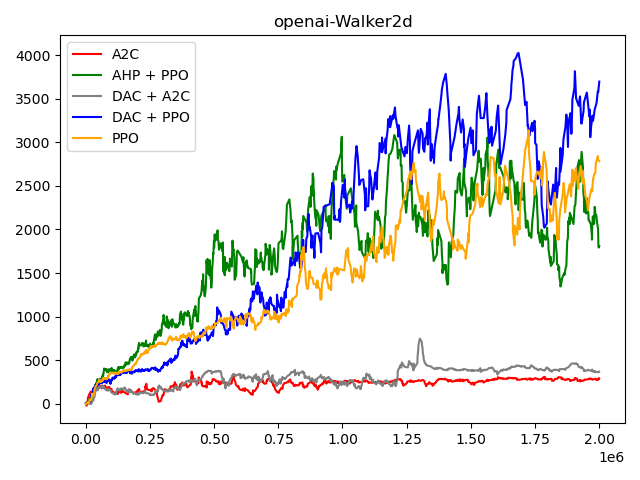 openai-Walker2d
A2C
AHP + PPO
DAC + A2C
DAC + PPO
PPO
4000
3500
3000
2500
2000
1500
1000
500
0
0.00 0.25 0.50 0.75 1.00 1.25 1.50 1.75 2.00
1e6